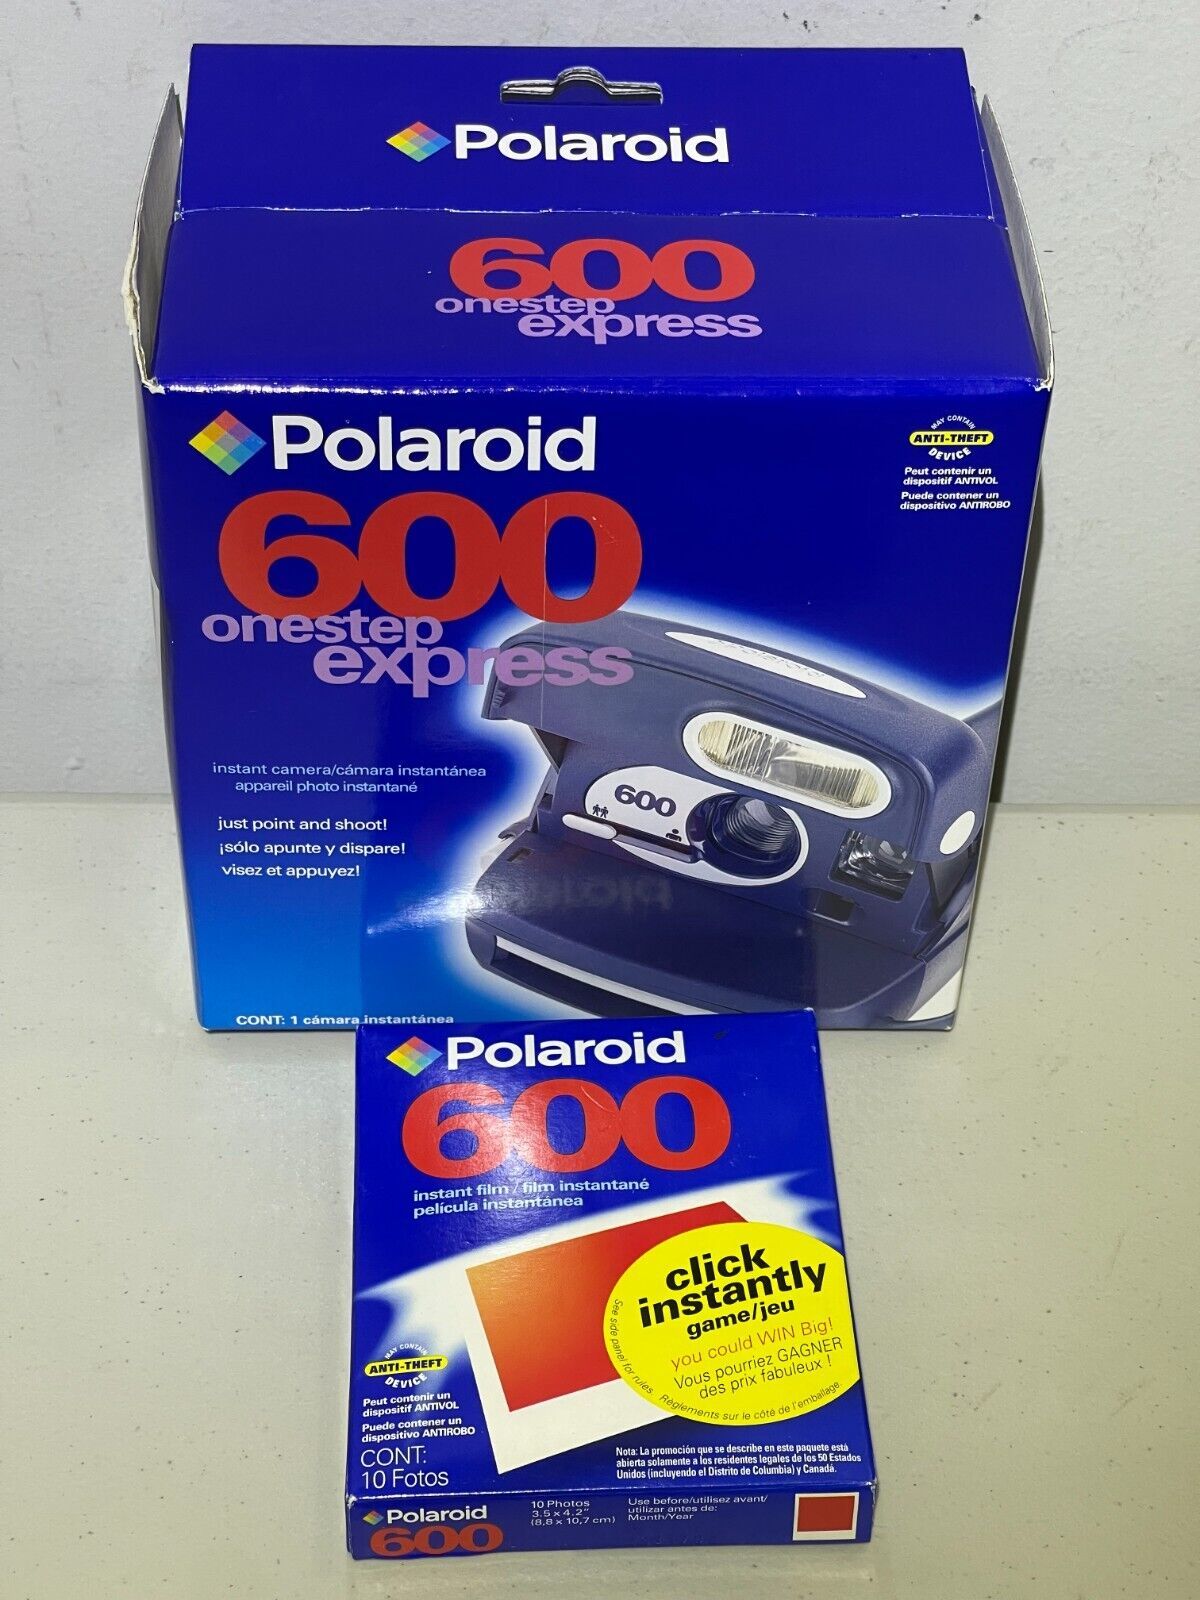 Polaroid
600
onestep
express
Polaroid
600
onestep
express
MAY CONTAIN
ANTI-THEFT
DEVICE
Peut contenir un
dispositif ANTIVOL
Puede contener un
dispositivo ANTIROBO
instant camera/cámara instantánea
appareil photo instantané
just point and shoot!
¡sólo apunte y dispare!
visez et appuyez!
Polaroid
600
CONT: 1 cámara instantánea
Polaroid
600
instant film / film instantané
película instantánea
click
instantly
game/jeu
you could WIN Big!
Vous pourriez GAGNER
des prix fabuleux !
See side panel for rules.
Règlements sur le côté de l'emballage.
MAY CONTAIN
ANTI-THEFT
DEVICE
Peut contenir un
dispositif ANTIVOL
Puede contener un
dispositivo ANTIROBO
CONT:
10 Fotos
Nota: La promoción que se describe en este paquete está
abierta solamente a los residentes legales de los 50 Estados
Unidos (incluyendo el Distrito de Columbia) y Canadá.
Polaroid
600
10 Photos
3.5 x 4.2"
(8,8 x 10,7 cm)
Use before/utilisez avant/
utilizar antes de:
Month/Year